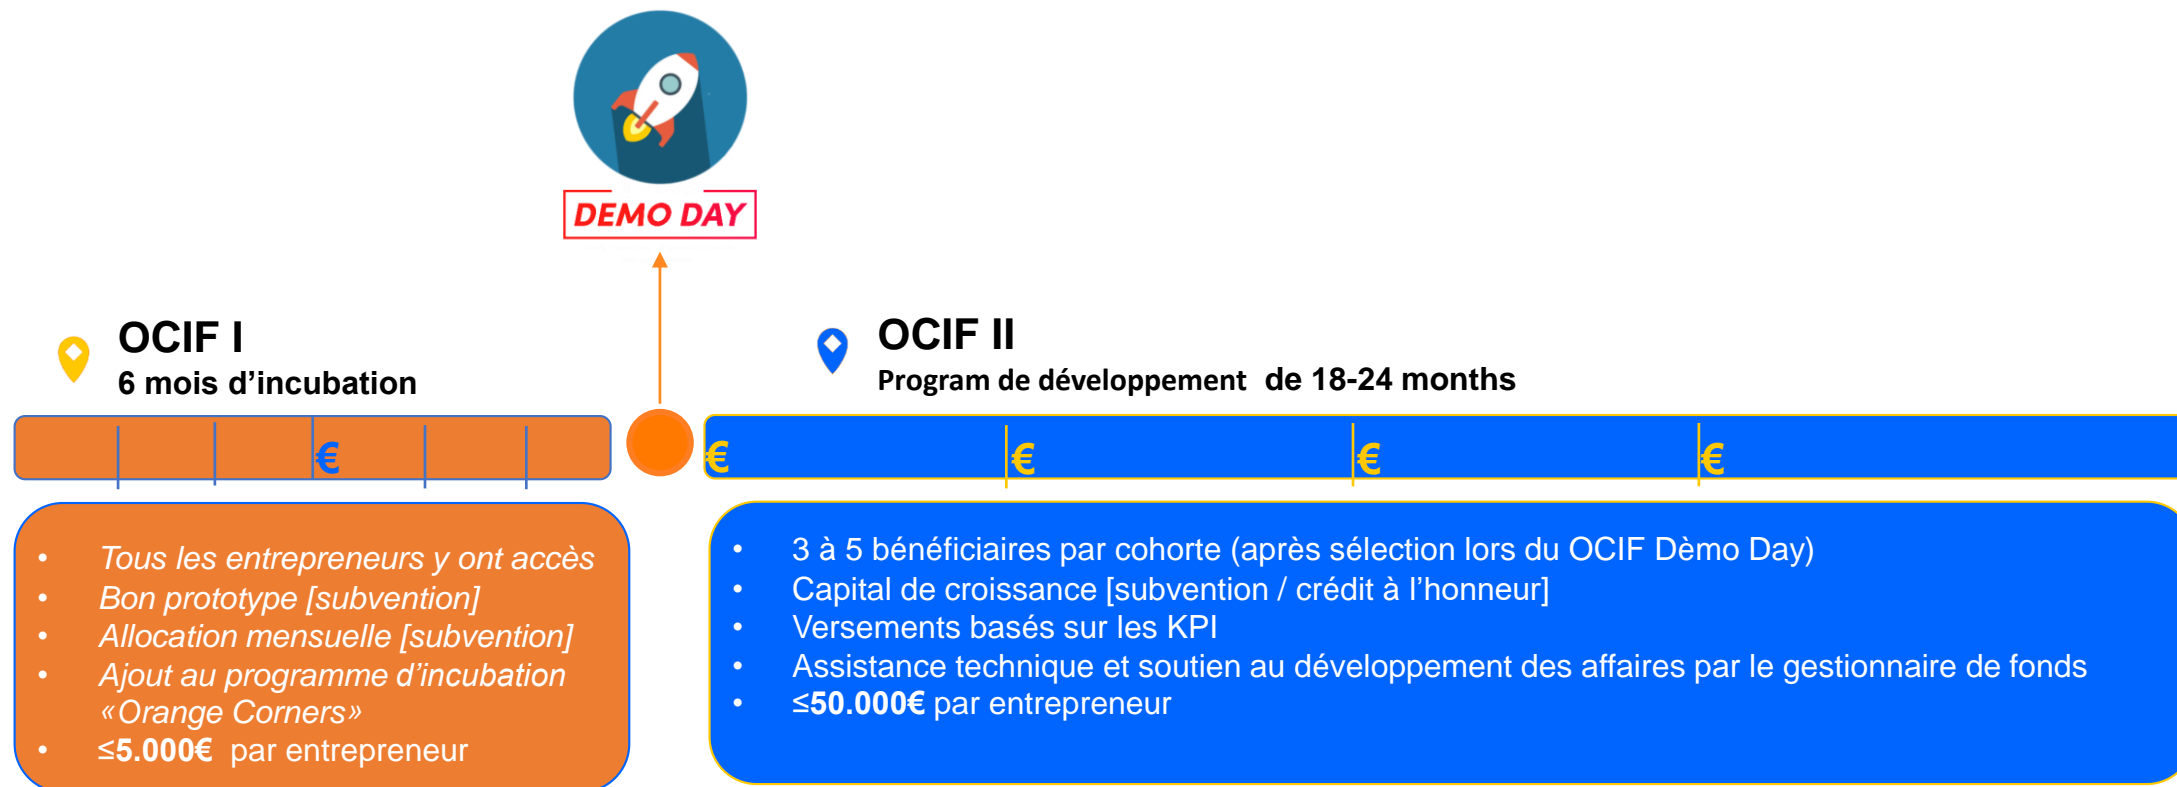 DEMO DAY
OCIF I
6 mois d’incubation
OCIF II
Program de développement de 18-24 months
€
€
€
€
€
• Tous les entrepreneurs y ont accès
• Bon prototype [subvention]
• Allocation mensuelle [subvention]
• Ajout au programme d’incubation
«Orange Corners»
• ≤5.000€ par entrepreneur
• 3 à 5 bénéficiaires par cohorte (après sélection lors du OCIF Dèmo Day)
• Capital de croissance [subvention / crédit à l’honneur]
• Versements basés sur les KPI
• Assistance technique et soutien au développement des affaires par le gestionnaire de fonds
• ≤50.000€ par entrepreneur